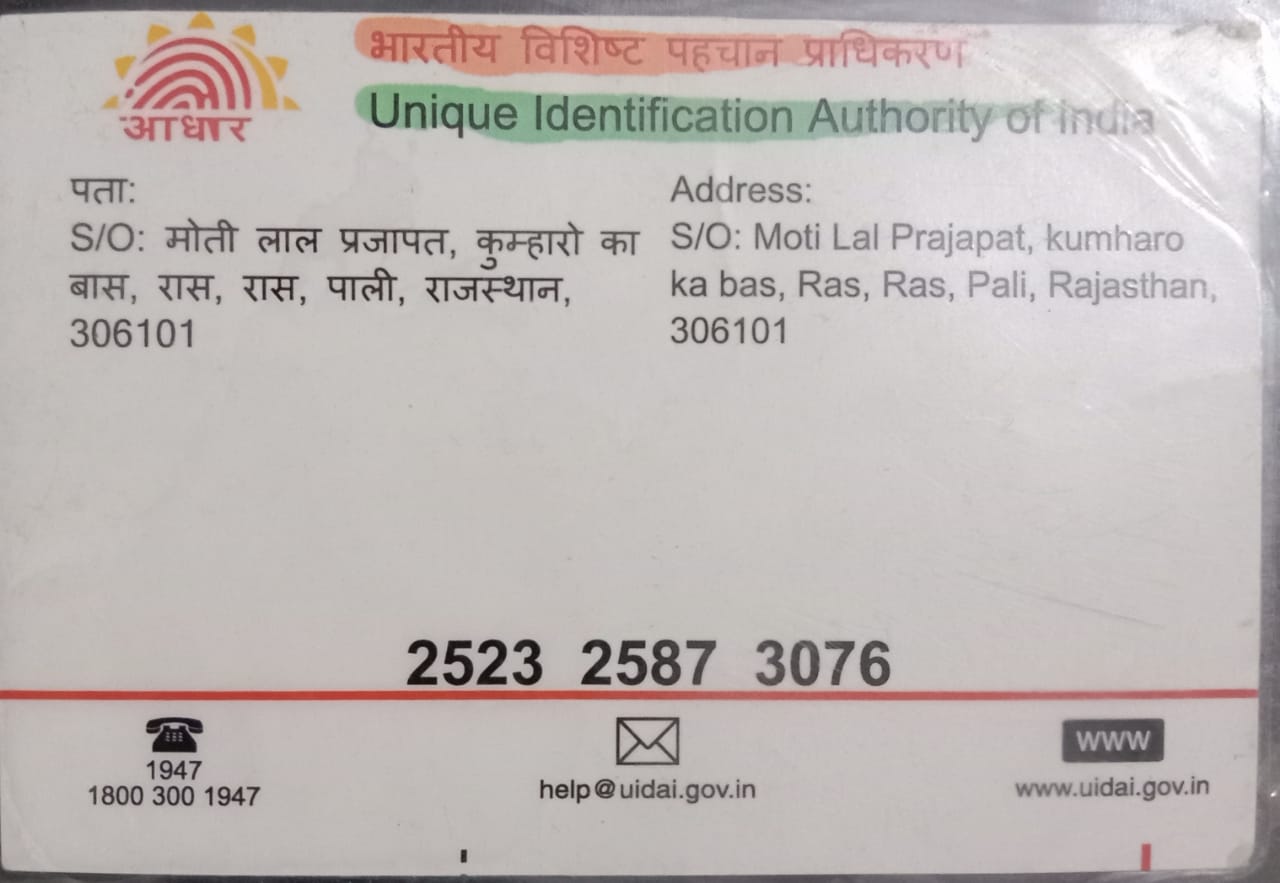 आधार
भारतीय विशिष्ट पहचान प्राधिकरण
Unique Identification Authority of India
पता:
S/O: मोती लाल प्रजापत, कुम्हारो का
बास, रास, रास, पाली, राजस्थान,
306101
Address:
S/O: Moti Lal Prajapat, kumharo
ka bas, Ras, Ras, Pali, Rajasthan,
306101
2523 2587 3076
1947
1800 300 1947
help@uidai.gov.in
www
www.uidai.gov.in